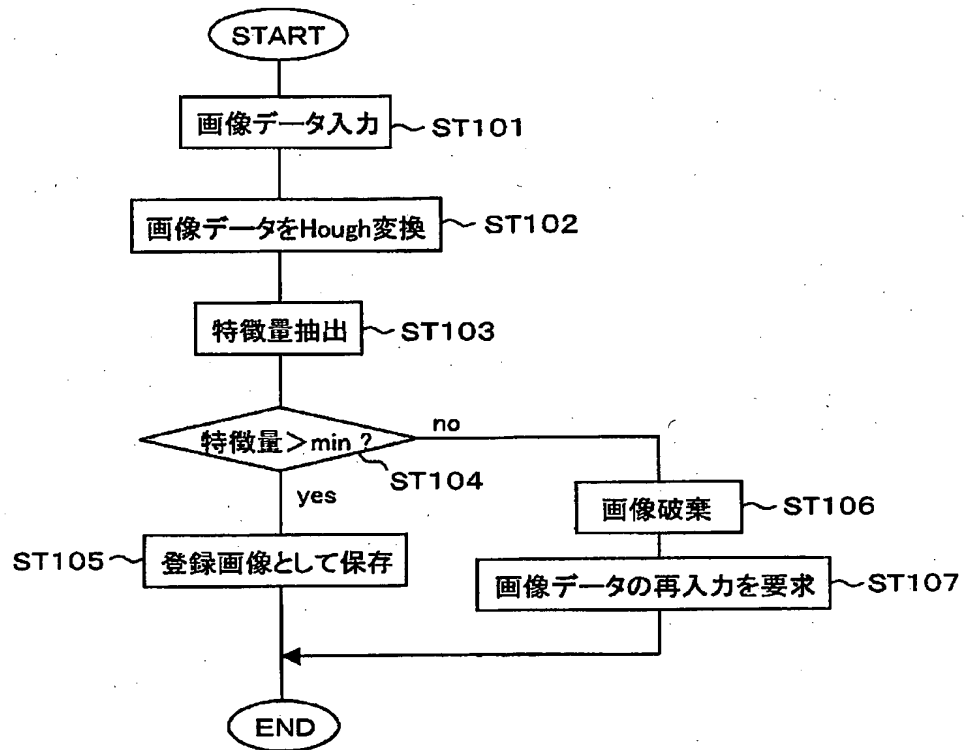 START
画像データ入力
ST101
画像データをHough変換
ST102
特徴量抽出
ST103
特徴量>min ?
no
ST104
yes
画像破棄
ST106
ST105
登録画像として保存
画像データの再入力を要求
ST107
END